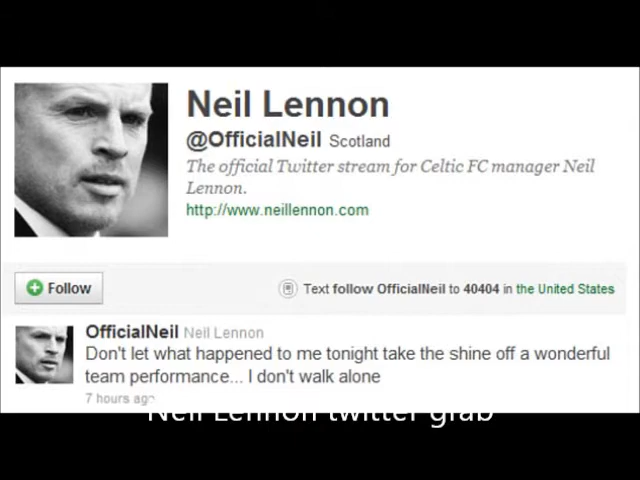 Neil Lennon
@OfficialNeil Scotland
The official Twitter stream for Celtic FC manager Neil
Lennon.
http://www.neillennon.com
Follow
Text follow OfficialNeil to 40404 in the United States
OfficialNeil Neil Lennon
Don't let what happened to me tonight take the shine off a wonderful
team performance... I don't walk alone
7 hours ago
Neil Lennon twitter grab